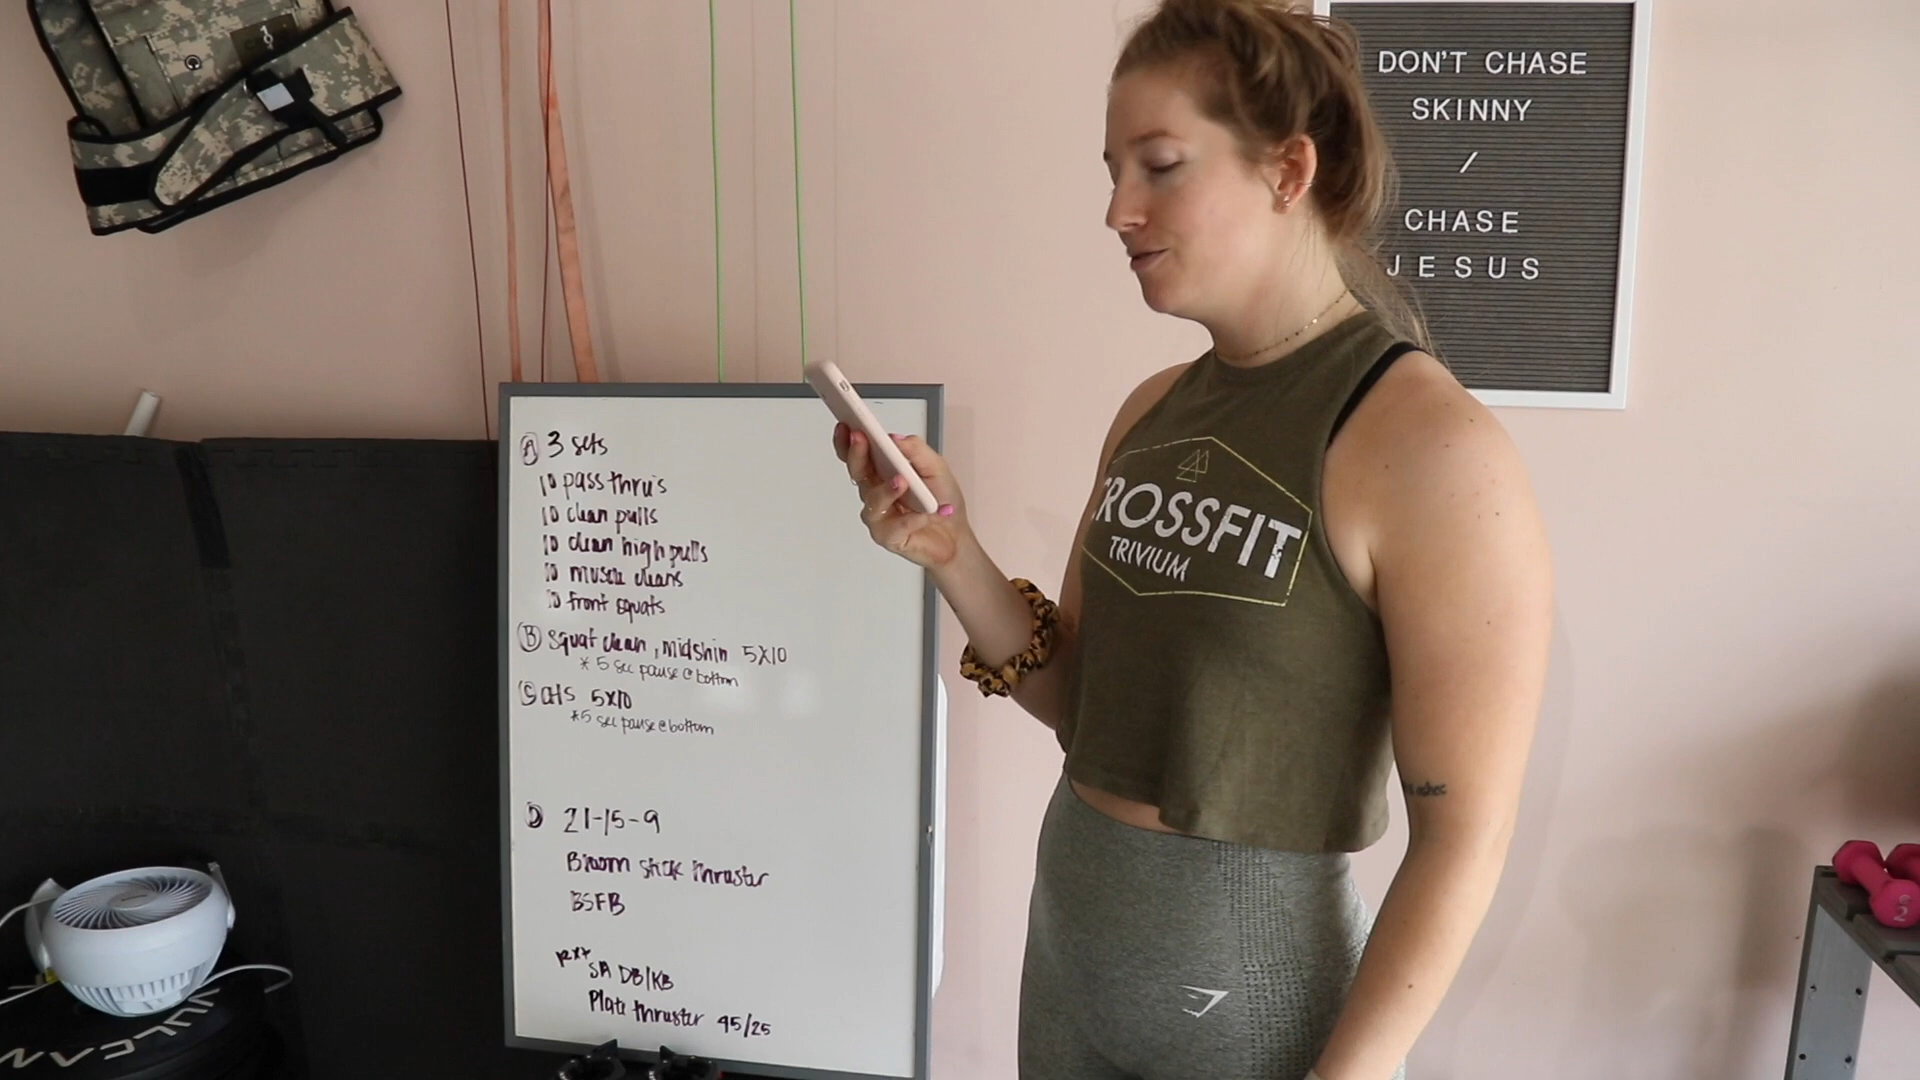 DON'T CHASE
SKINNY
/
CHASE
JESUS
CROSSFIT
TRIVIUM
A 3 sets
10 pass thru's
10 clean pulls
10 clean high pulls
10 muscle cleans
10 front squats
B squat clean, midshin 5x10
* 5 sec pause @ bottom
C OHS 5x10
*5 sec pause @ bottom
D 21-15-9
Broom stick thruster
BSFB
SA DB/KB
Plate thruster 45/25
VULCAN
2